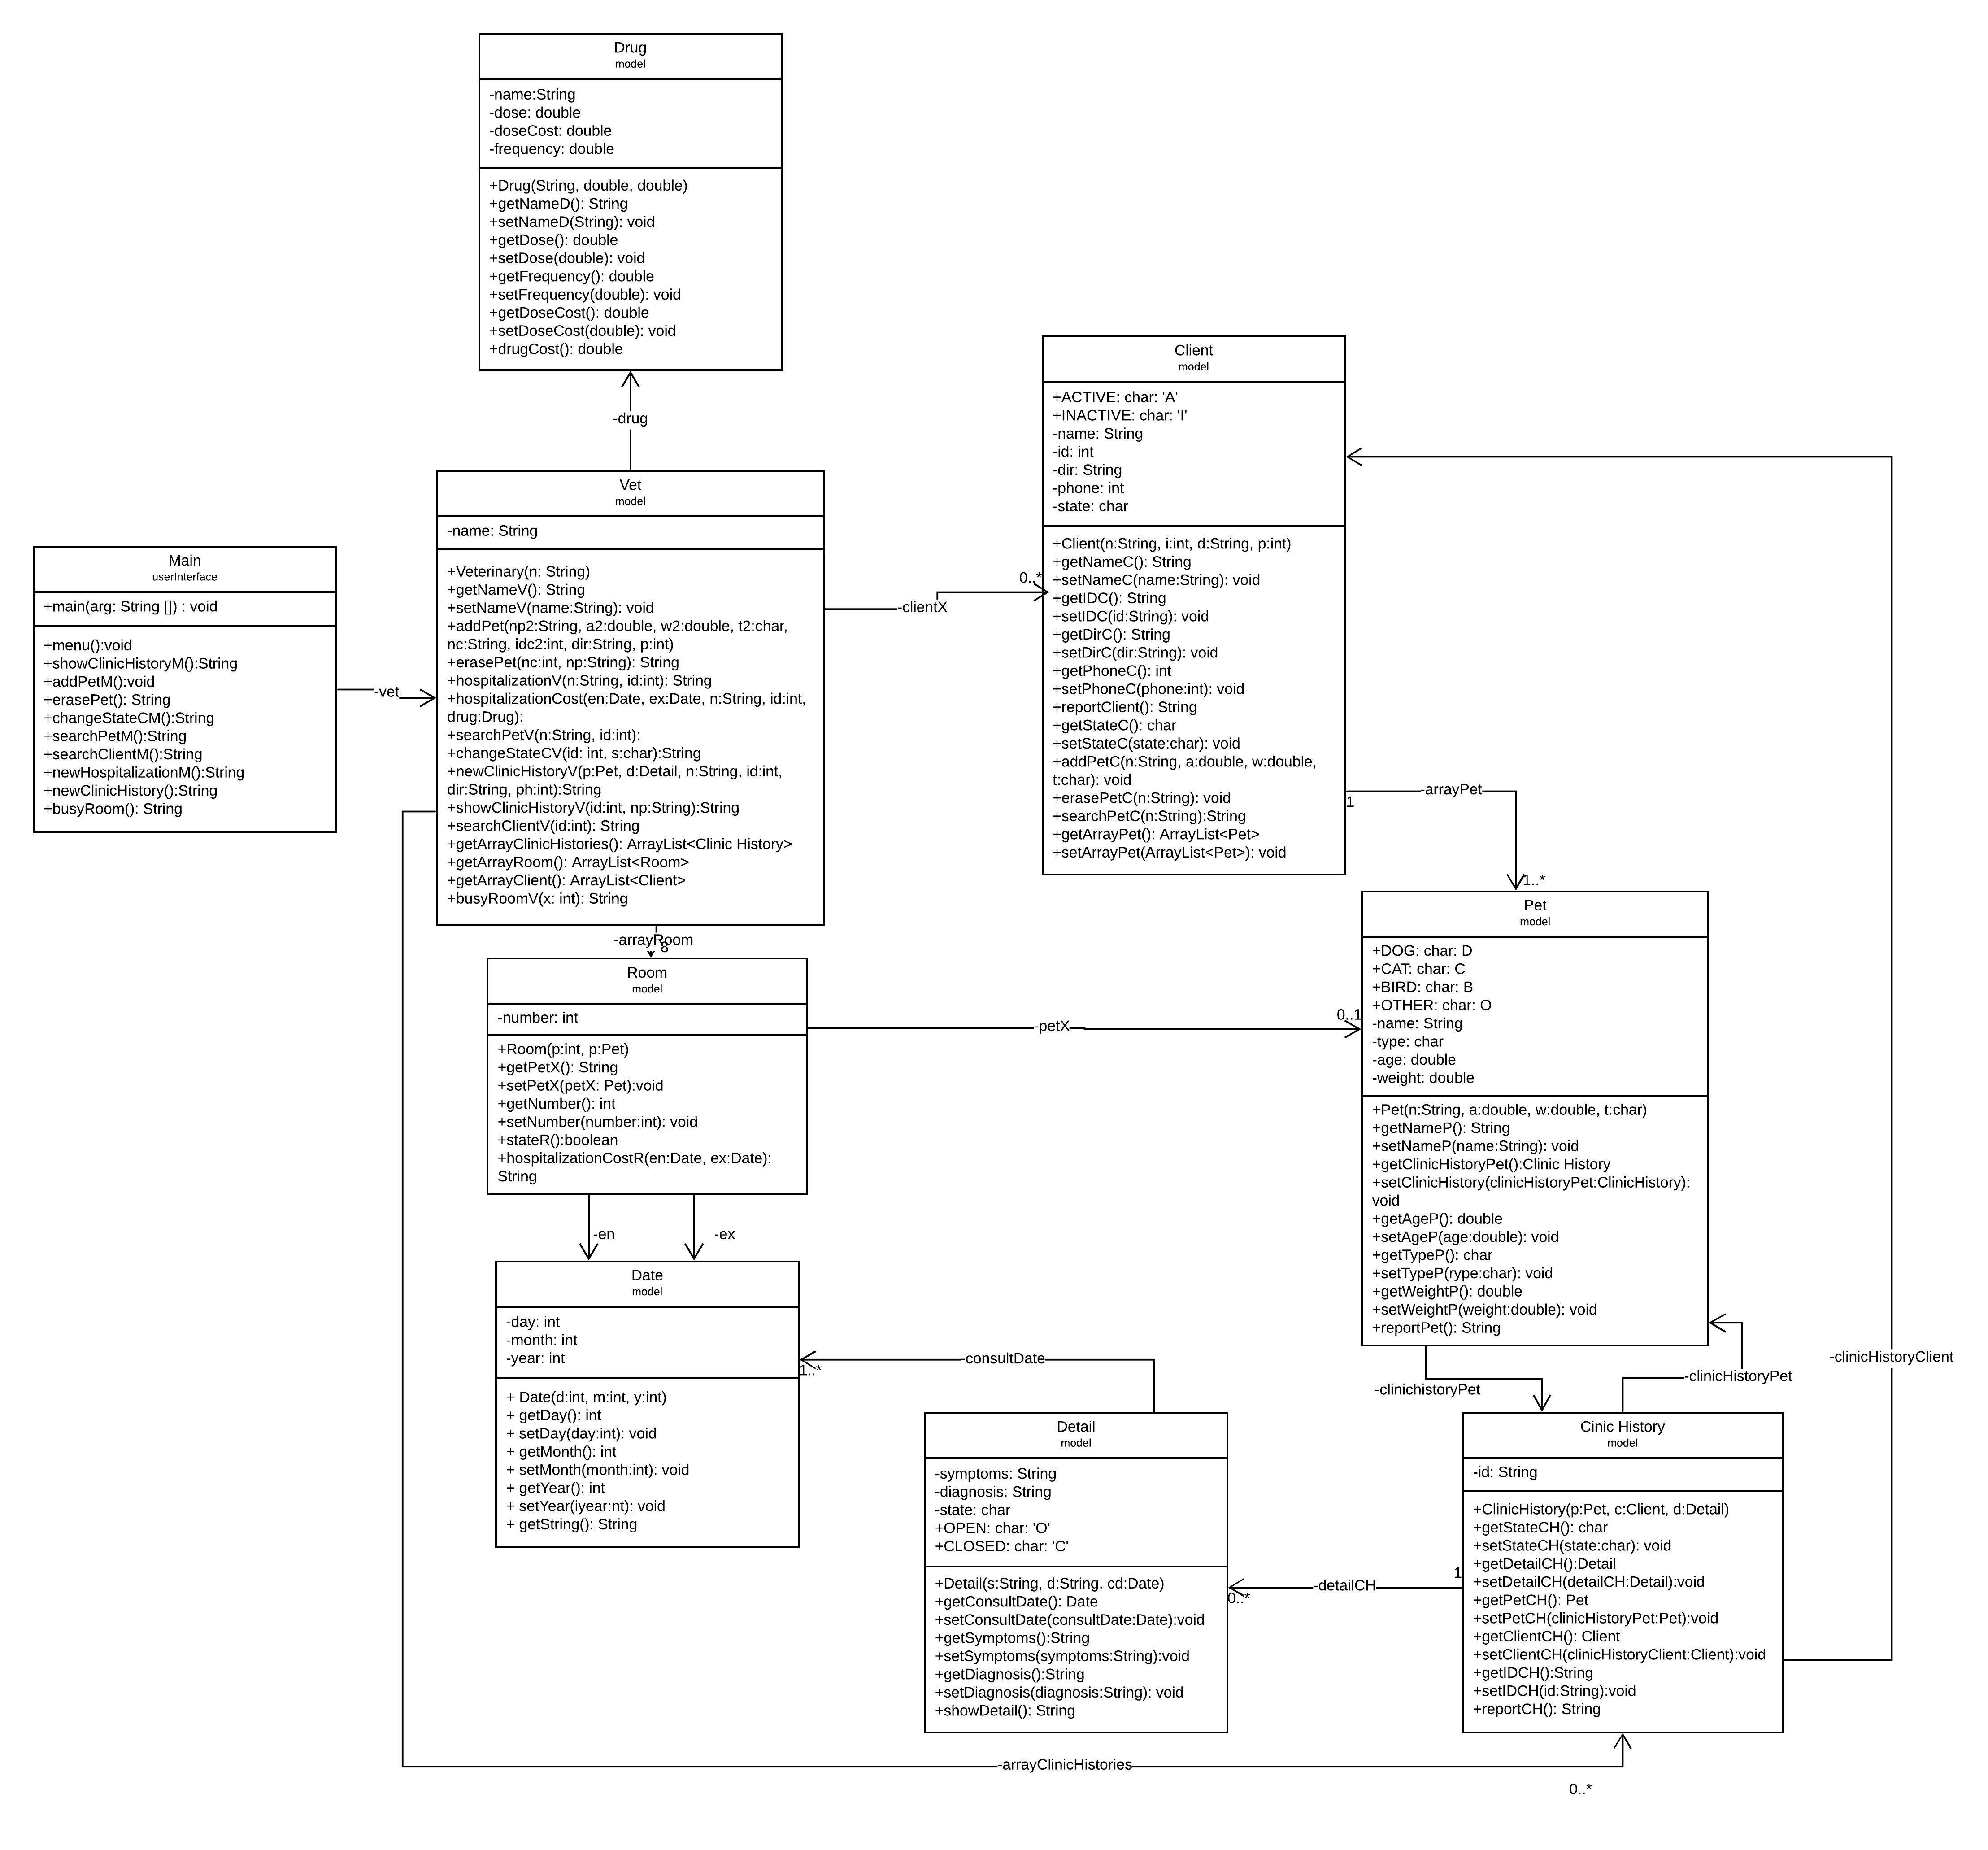 Drug
model
-name:String
-dose: double
-doseCost: double
-frequency: double
+Drug(String, double, double)
+getNameD(): String
+setNameD(String): void
+getDose(): double
+setDose(double): void
+getFrequency(): double
+setFrequency(double): void
+getDoseCost(): double
+setDoseCost(double): void
+drugCost(): double
-drug
Main
userInterface
+main(arg: String []) : void
+menu():void
+showClinicHistoryM():String
+addPetM():void
+erasePet(): String
+changeStateCM():String
+searchPetM():String
+searchClientM():String
+newHospitalizationM():String
+newClinicHistory():String
+busyRoom(): String
-vet
Vet
model
-name: String
+Veterinary(n: String)
+getNameV(): String
+setNameV(name:String): void
+addPet(np2:String, a2:double, w2:double, t2:char,
nc:String, idc2:int, dir:String, p:int)
+erasePet(nc:int, np:String): String
+hospitalizationV(n:String, id:int): String
+hospitalizationCost(en:Date, ex:Date, n:String, id:int,
drug:Drug):
+searchPetV(n:String, id:int):
+changeStateCV(id: int, s:char):String
+newClinicHistoryV(p:Pet, d:Detail, n:String, id:int,
dir:String, ph:int):String
+showClinicHistoryV(id:int, np:String):String
+searchClientV(id:int): String
+getArrayClinicHistories(): ArrayList<Clinic History>
+getArrayRoom(): ArrayList<Room>
+getArrayClient(): ArrayList<Client>
+busyRoomV(x: int): String
-clientX
0..*
Client
model
+ACTIVE: char: 'A'
+INACTIVE: char: 'I'
-name: String
-id: int
-dir: String
-phone: int
-state: char
+Client(n:String, i:int, d:String, p:int)
+getNameC(): String
+setNameC(name:String): void
+getIDC(): String
+setIDC(id:String): void
+getDirC(): String
+setDirC(dir:String): void
+getPhoneC(): int
+setPhoneC(phone:int): void
+reportClient(): String
+getStateC(): char
+setStateC(state:char): void
+addPetC(n:String, a:double, w:double,
t:char): void
+erasePetC(n:String): void
+searchPetC(n:String):String
+getArrayPet(): ArrayList<Pet>
+setArrayPet(ArrayList<Pet>): void
-arrayPet
1
1..*
-arrayRoom
8
Room
model
-number: int
+Room(p:int, p:Pet)
+getPetX(): String
+setPetX(petX: Pet):void
+getNumber(): int
+setNumber(number:int): void
+stateR():boolean
+hospitalizationCostR(en:Date, ex:Date):
String
-petX
0..1
Pet
model
+DOG: char: D
+CAT: char: C
+BIRD: char: B
+OTHER: char: O
-name: String
-type: char
-age: double
-weight: double
+Pet(n:String, a:double, w:double, t:char)
+getNameP(): String
+setNameP(name:String): void
+getClinicHistoryPet():Clinic History
+setClinicHistory(clinicHistoryPet:ClinicHistory):
void
+getAgeP(): double
+setAgeP(age:double): void
+getTypeP(): char
+setTypeP(rype:char): void
+getWeightP(): double
+setWeightP(weight:double): void
+reportPet(): String
-en
-ex
Date
model
-day: int
-month: int
-year: int
+ Date(d:int, m:int, y:int)
+ getDay(): int
+ setDay(day:int): void
+ getMonth(): int
+ setMonth(month:int): void
+ getYear(): int
+ setYear(iyear:nt): void
+ getString(): String
-consultDate
1..*
-clinichistoryPet
-clinicHistoryPet
-clinicHistoryClient
Detail
model
-symptoms: String
-diagnosis: String
-state: char
+OPEN: char: 'O'
+CLOSED: char: 'C'
+Detail(s:String, d:String, cd:Date)
+getConsultDate(): Date
+setConsultDate(consultDate:Date):void
+getSymptoms():String
+setSymptoms(symptoms:String):void
+getDiagnosis():String
+setDiagnosis(diagnosis:String): void
+showDetail(): String
-detailCH
1
0..*
Cinic History
model
-id: String
+ClinicHistory(p:Pet, c:Client, d:Detail)
+getStateCH(): char
+setStateCH(state:char): void
+getDetailCH():Detail
+setDetailCH(detailCH:Detail):void
+getPetCH(): Pet
+setPetCH(clinicHistoryPet:Pet):void
+getClientCH(): Client
+setClientCH(clinicHistoryClient:Client):void
+getIDCH():String
+setIDCH(id:String):void
+reportCH(): String
-arrayClinicHistories
0..*